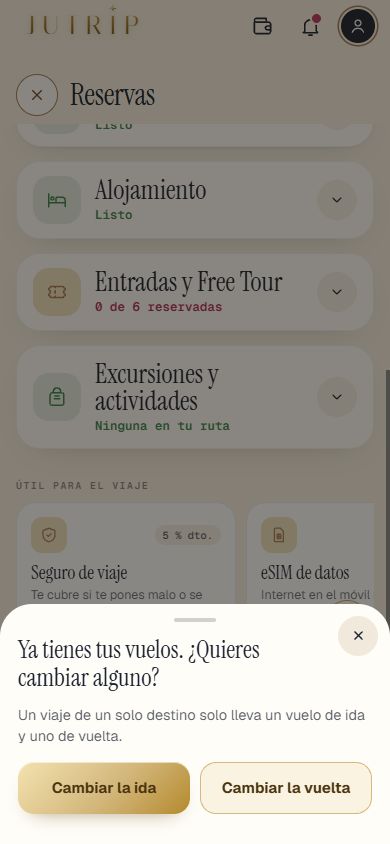 JUTRIP
Reservas
Listo
Alojamiento
Listo
Entradas y Free Tour
0 de 6 reservadas
Excursiones y
actividades
Ninguna en tu ruta
ÚTIL PARA EL VIAJE
5 % dto.
Seguro de viaje
Te cubre si te pones malo o se
eSIM de datos
Internet en el móvil
Ya tienes tus vuelos. ¿Quieres
cambiar alguno?
Un viaje de un solo destino solo lleva un vuelo de ida
y uno de vuelta.
Cambiar la ida
Cambiar la vuelta